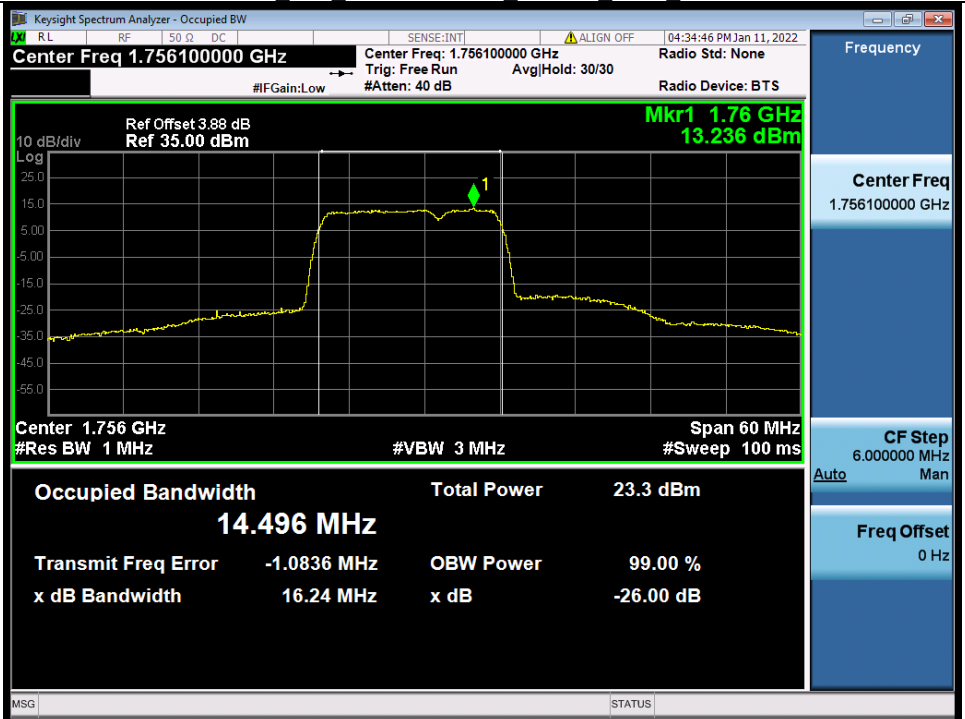 Keysight Spectrum Analyzer - Occupied BW
LXI RL RF 50 Ω DC SENSE:INT ALIGN OFF 04:34:46 PM Jan 11, 2022
Center Freq 1.756100000 GHz
Center Freq: 1.756100000 GHz Radio Std: None
Trig: Free Run Avg|Hold: 30/30
#IFGain:Low #Atten: 40 dB Radio Device: BTS
Frequency
Ref Offset 3.88 dB Mkr1 1.76 GHz
10 dB/div Ref 35.00 dBm 13.236 dBm
Log
25.0
15.0
5.00
-5.00
-15.0
-25.0
-35.0
-45.0
-55.0
1
Center 1.756 GHz Span 60 MHz
#Res BW 1 MHz #VBW 3 MHz #Sweep 100 ms
Occupied Bandwidth Total Power 23.3 dBm
14.496 MHz
Transmit Freq Error -1.0836 MHz OBW Power 99.00 %
x dB Bandwidth 16.24 MHz x dB -26.00 dB
Center Freq
1.756100000 GHz
CF Step
6.000000 MHz
Auto Man
Freq Offset
0 Hz
MSG STATUS